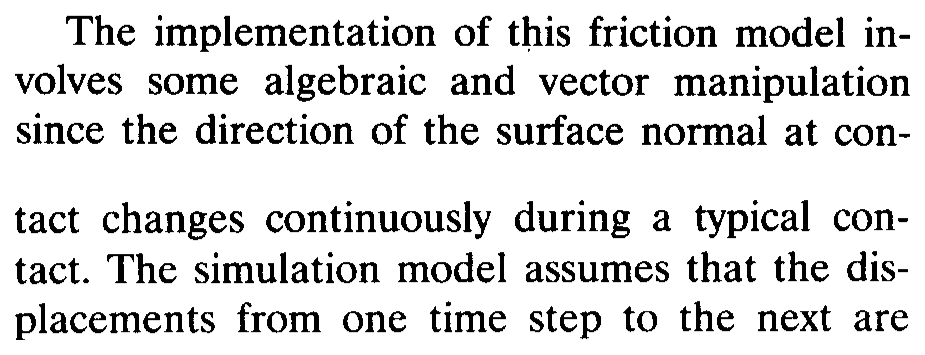 The implementation of this friction model in-
volves some algebraic and vector manipulation
since the direction of the surface normal at con-
tact changes continuously during a typical con-
tact. The simulation model assumes that the dis-
placements from one time step to the next are